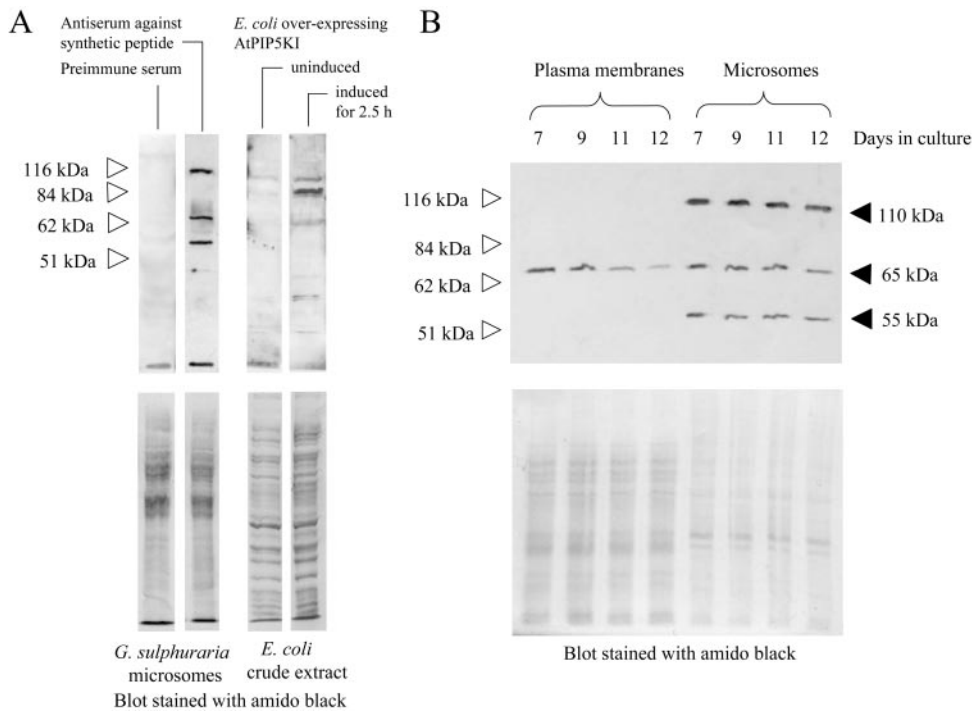 A
Antiserum against
synthetic peptide
Preimmune serum
E. coli over-expressing
AtPIP5KI
uninduced
induced
for 2.5 h
116 kDa
84 kDa
62 kDa
51 kDa
G. sulphuraria
microsomes
E. coli
crude extract
Blot stained with amido black
B
Plasma membranes
Microsomes
7 9 11 12 7 9 11 12 Days in culture
116 kDa
84 kDa
62 kDa
51 kDa
110 kDa
65 kDa
55 kDa
Blot stained with amido black